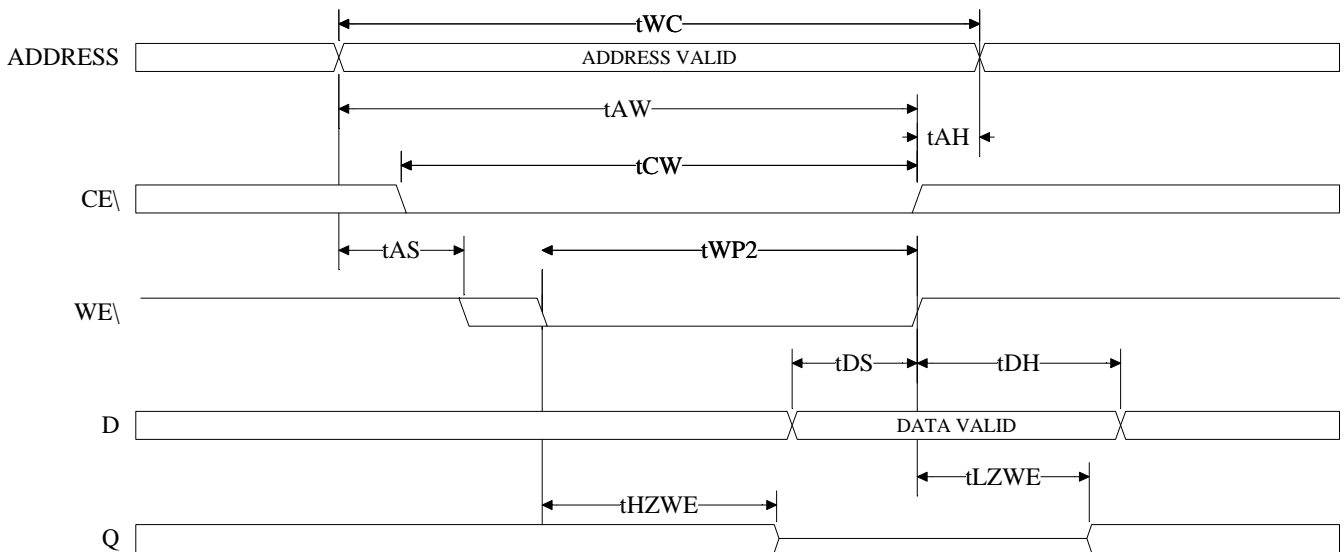 tWC
ADDRESS
ADDRESS VALID
tAW
tAH
tCW
CE\
tAS
tWP2
WE\
tDS
tDH
D
DATA VALID
tLZWE
tHZWE
Q